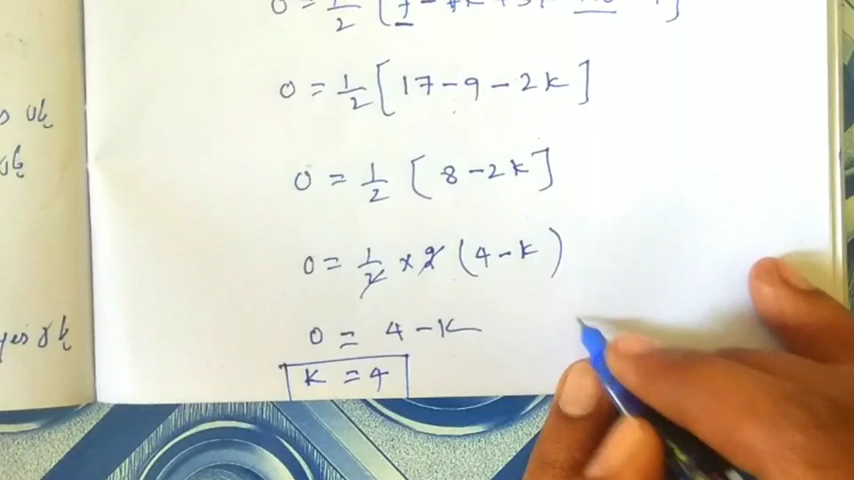 0 = 1/2 [17 - 9 - 2k]
0 = 1/2 [8 - 2k]
0 = 1/2 × 2 (4 - k)
0 = 4 - k
k = 4